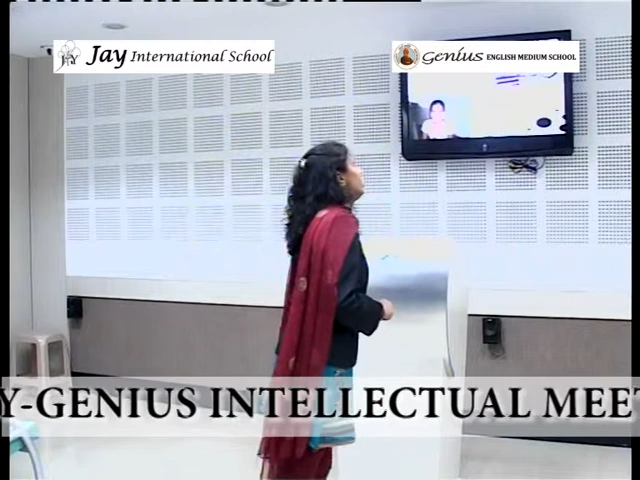 Jay International School
Genius ENGLISH MEDIUM SCHOOL
Y-GENIUS INTELLECTUAL MEET